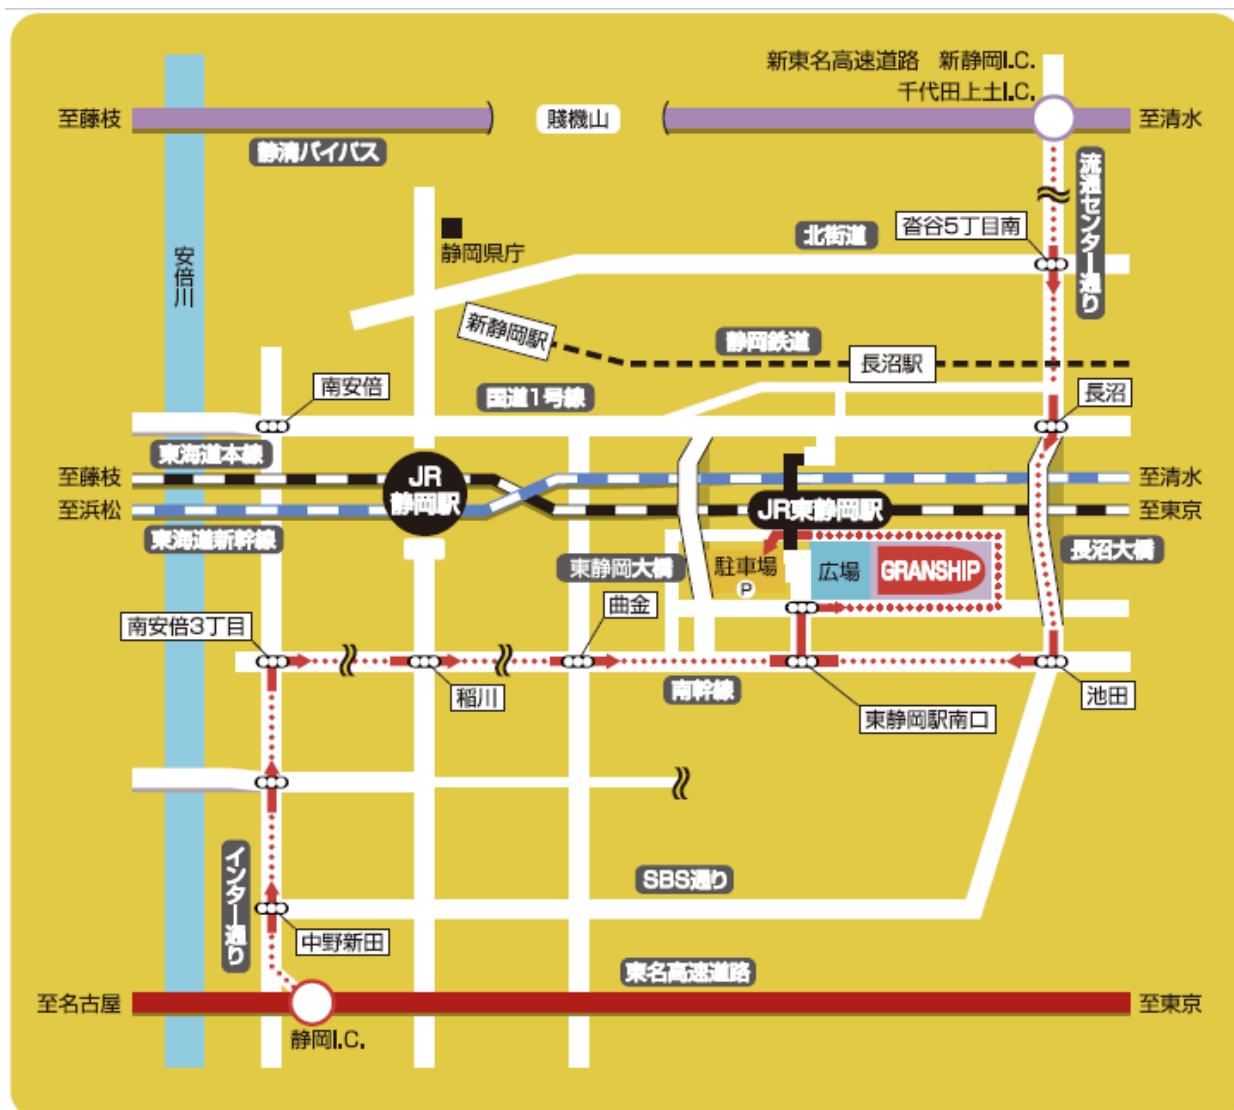 新東名高速道路　新静岡I.C.
千代田上土I.C.
至藤枝
賤機山
至清水
静清バイパス
流通センター通り
沓谷5丁目南
北街道
静岡県庁
安倍川
新静岡駅
静岡鉄道
長沼駅
南安倍
国道1号線
長沼
東海道本線
至藤枝
JR
静岡駅
至清水
至浜松
JR東静岡駅
至東京
東海道新幹線
長沼大橋
東静岡大橋
駐車場
P
広場
GRANSHIP
曲金
南安倍3丁目
稲川
南幹線
東静岡駅南口
池田
インター通り
SBS通り
中野新田
東名高速道路
至名古屋
至東京
静岡I.C.